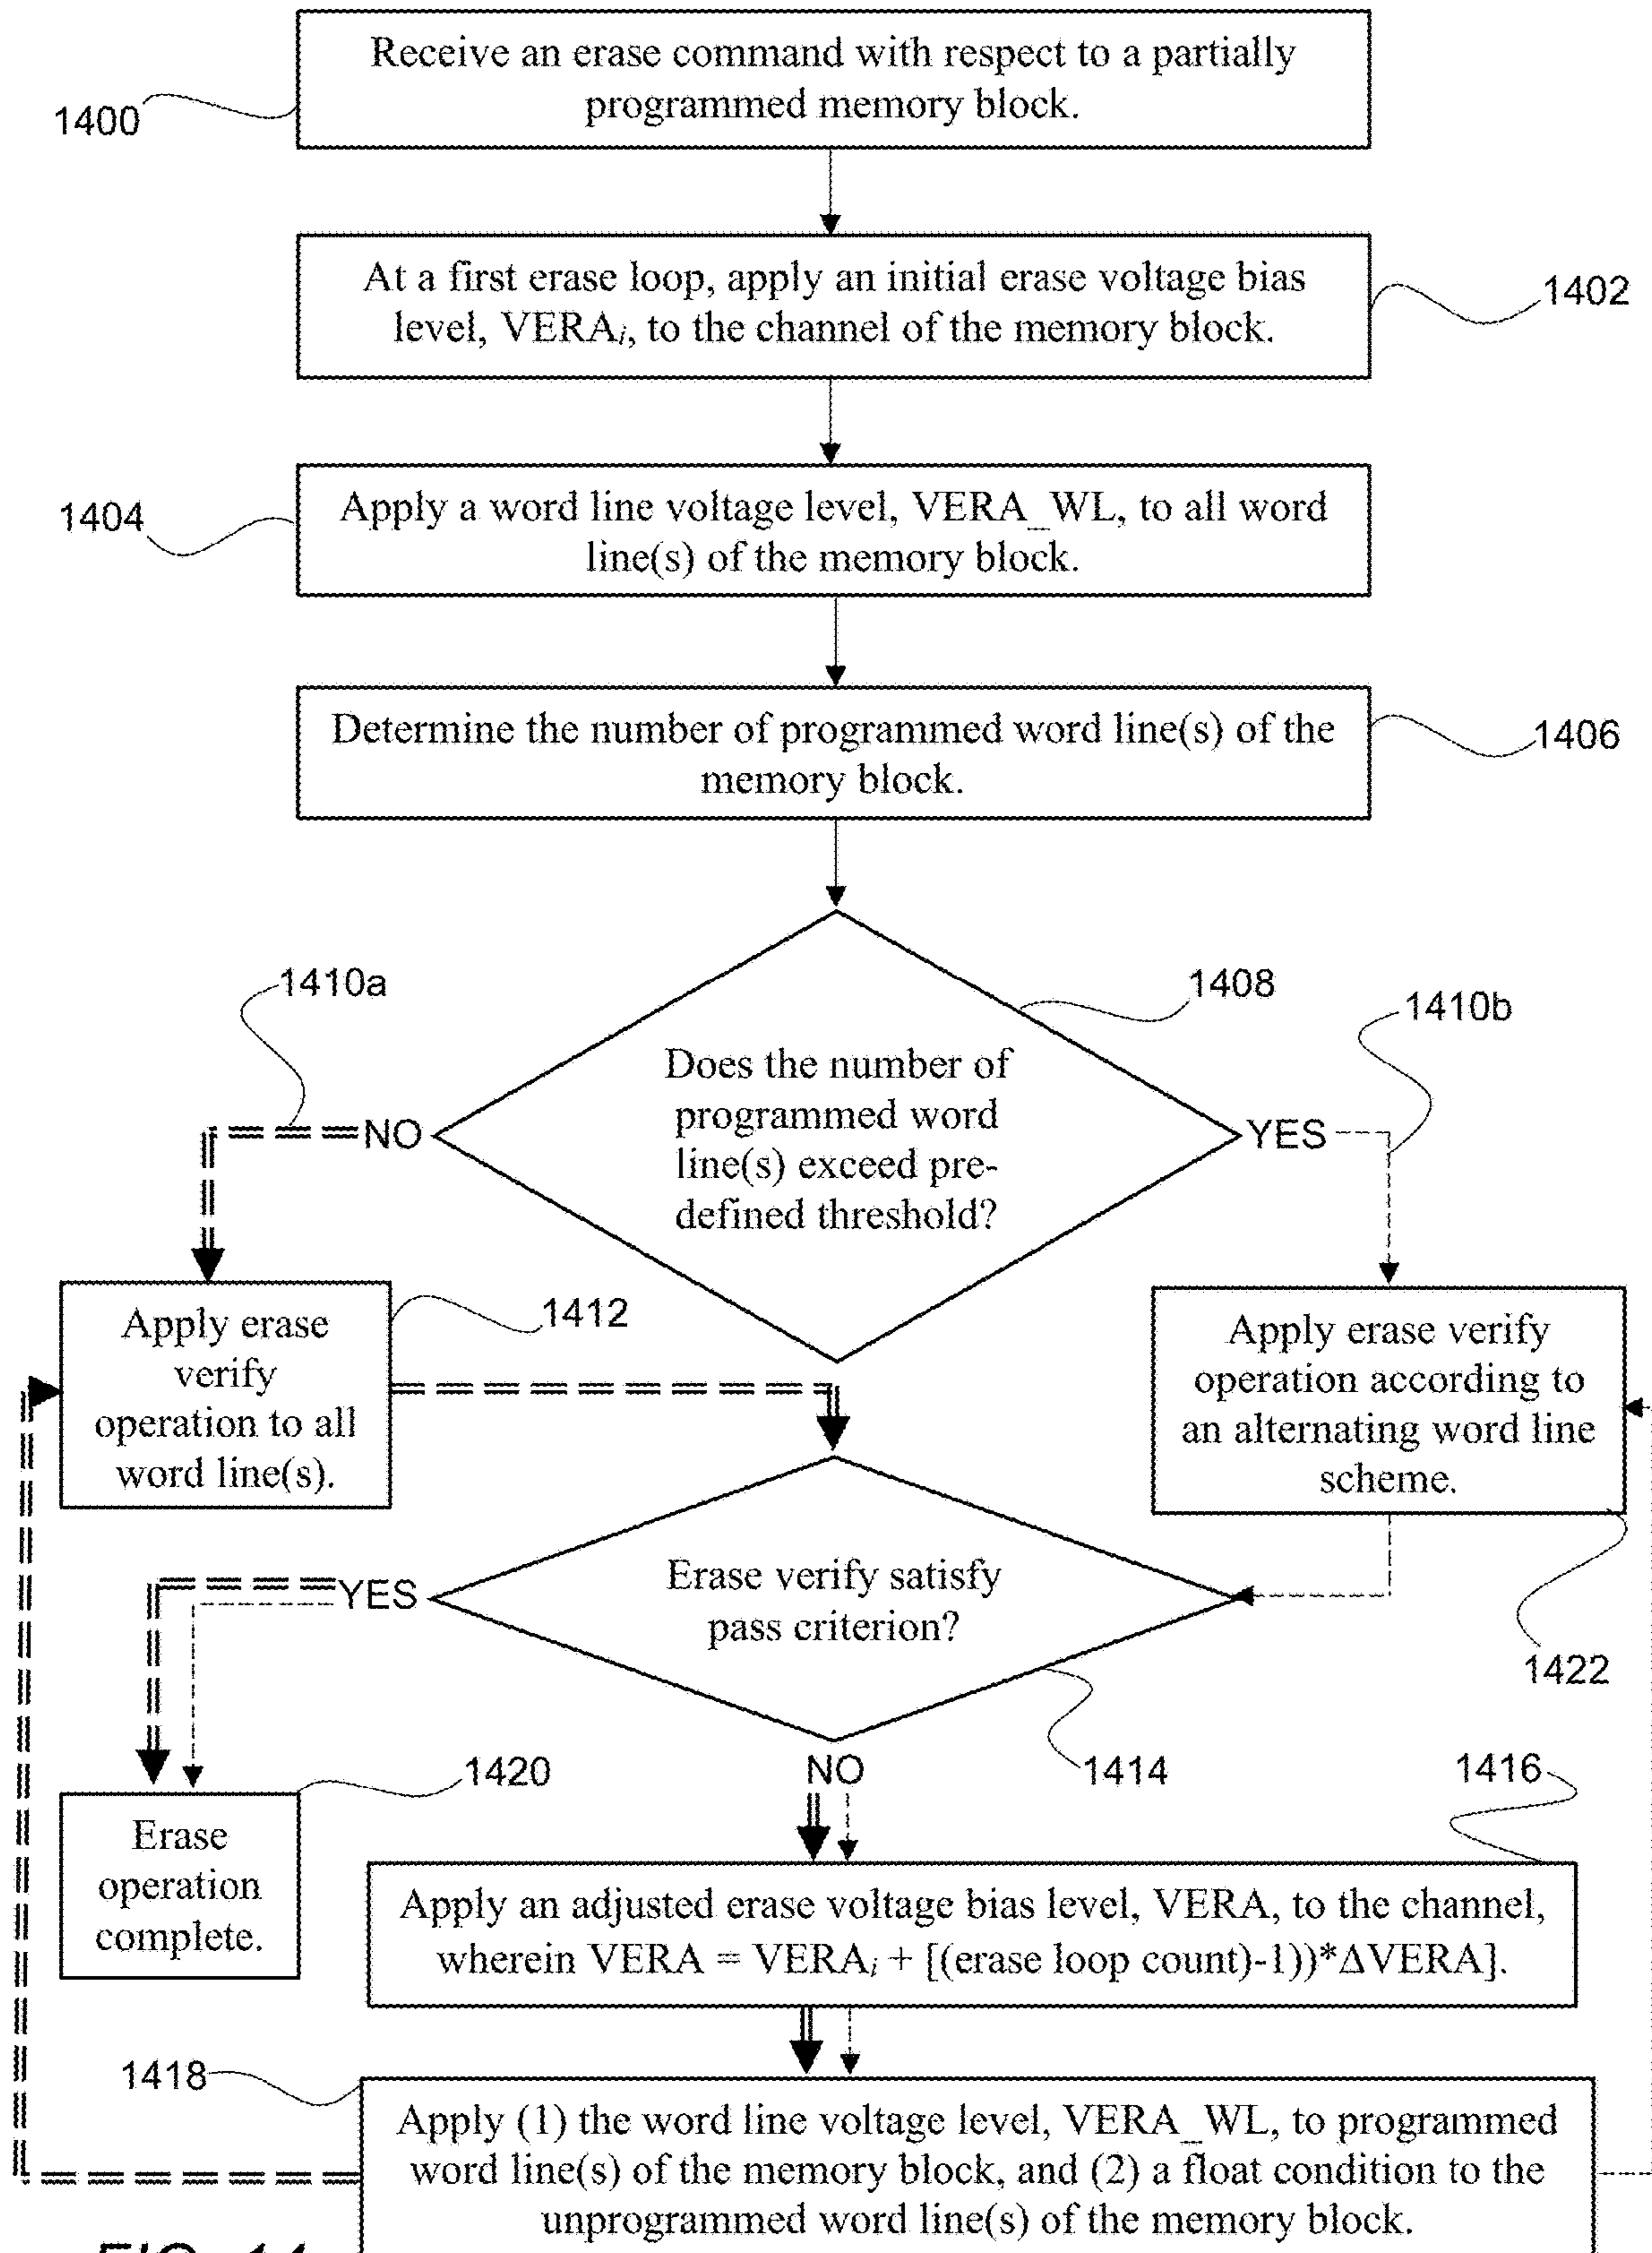 Receive an erase command with respect to a partially
programmed memory block.
1400
At a first erase loop, apply an initial erase voltage bias
level, VERAᵢ, to the channel of the memory block.
1402
Apply a word line voltage level, VERA_WL, to all word
line(s) of the memory block.
1404
Determine the number of programmed word line(s) of the
memory block.
1406
1410a
1408
1410b
Does the number of
programmed word
line(s) exceed pre-
defined threshold?
NO
YES
Apply erase
verify
operation to all
word line(s).
1412
Apply erase verify
operation according to
an alternating word line
scheme.
1422
Erase verify satisfy
pass criterion?
YES
NO
1414
1420
Erase
operation
complete.
1416
Apply an adjusted erase voltage bias level, VERA, to the channel,
wherein VERA = VERAᵢ + [(erase loop count)-1))*ΔVERA].
1418
Apply (1) the word line voltage level, VERA_WL, to programmed
word line(s) of the memory block, and (2) a float condition to the
unprogrammed word line(s) of the memory block.
FIG. 14